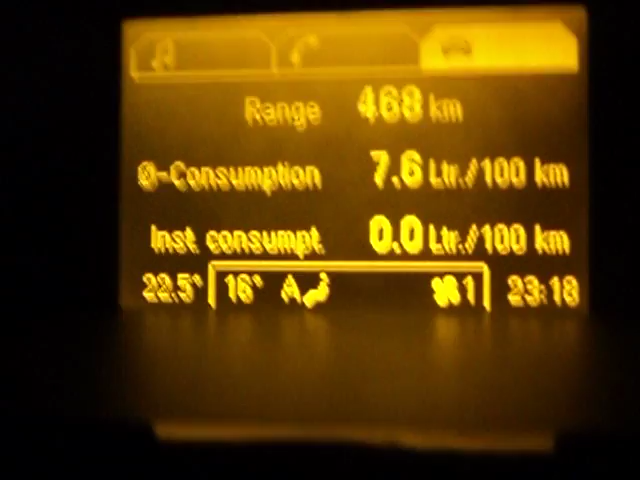 Range 468 km
Ø-Consumption 7.6 Ltr./100 km
Inst. consumpt. 0.0 Ltr./100 km
22.5° 16° A 1 23:18